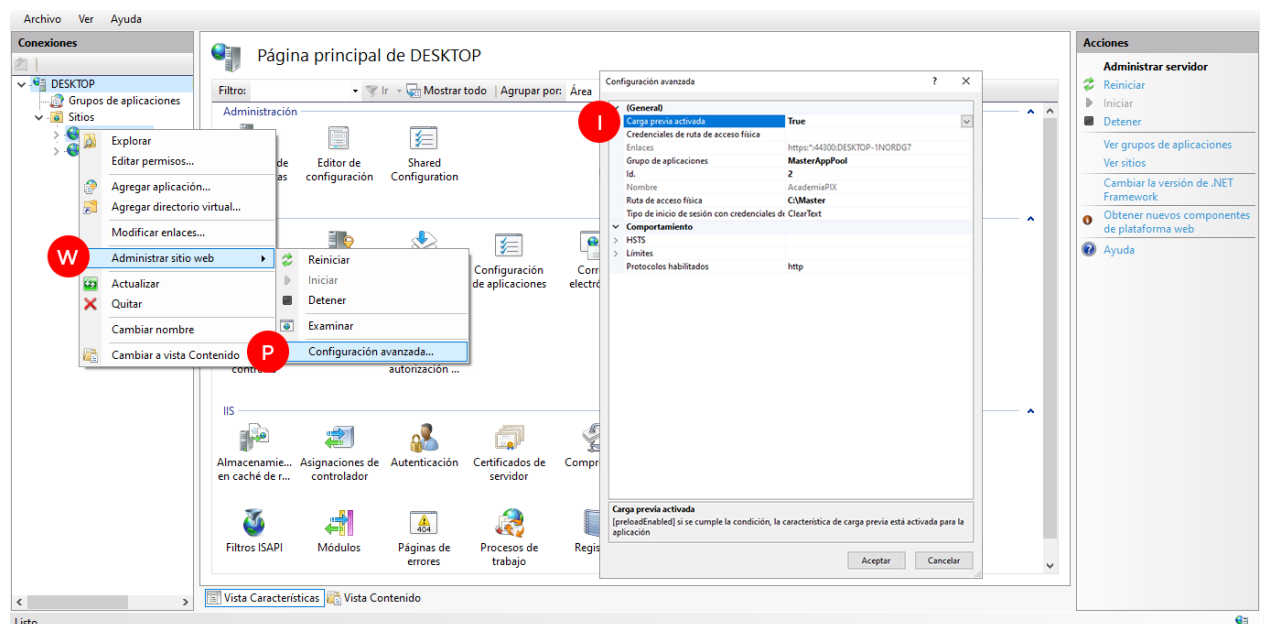 Archivo Ver Ayuda
Conexiones
DESKTOP
Grupos de aplicaciones
Sitios
Explorar
Editar permisos...
Agregar aplicación...
Agregar directorio virtual...
Modificar enlaces...
W
Administrar sitio web
Actualizar
Quitar
Cambiar nombre
Cambiar a vista Contenido
Reiniciar
Iniciar
Detener
Examinar
P
Configuración avanzada...
Página principal de DESKTOP
Filtro: Ir Mostrar todo Agrupar por: Área
Administración
de
Editor de
configuración
Shared
Configuration
Configuración
de aplicaciones
autorización ...
IIS
Almacenamie...
en caché de r...
Asignaciones de
controlador
Autenticación
Certificados de
servidor
Compr
Filtros ISAPI
Módulos
404
Páginas de
errores
Procesos de
trabajo
Regis
Vista Características Vista Contenido
Configuración avanzada ? X
(General)
I
Carga previa activada True
Credenciales de ruta de acceso física
Enlaces https:*:44300:DESKTOP-1NORDG7
Grupo de aplicaciones MasterAppPool
Id. 2
Nombre AcademiaPIX
Ruta de acceso física C:\Master
Tipo de inicio de sesión con credenciales de ClearText
Comportamiento
HSTS
Límites
Protocolos habilitados http
Carga previa activada
[preloadEnabled] si se cumple la condición, la característica de carga previa está activada para la
aplicación
Aceptar Cancelar
Acciones
Administrar servidor
Reiniciar
Iniciar
Detener
Ver grupos de aplicaciones
Ver sitios
Cambiar la versión de .NET
Framework
Obtener nuevos componentes
de plataforma web
Ayuda
Listo